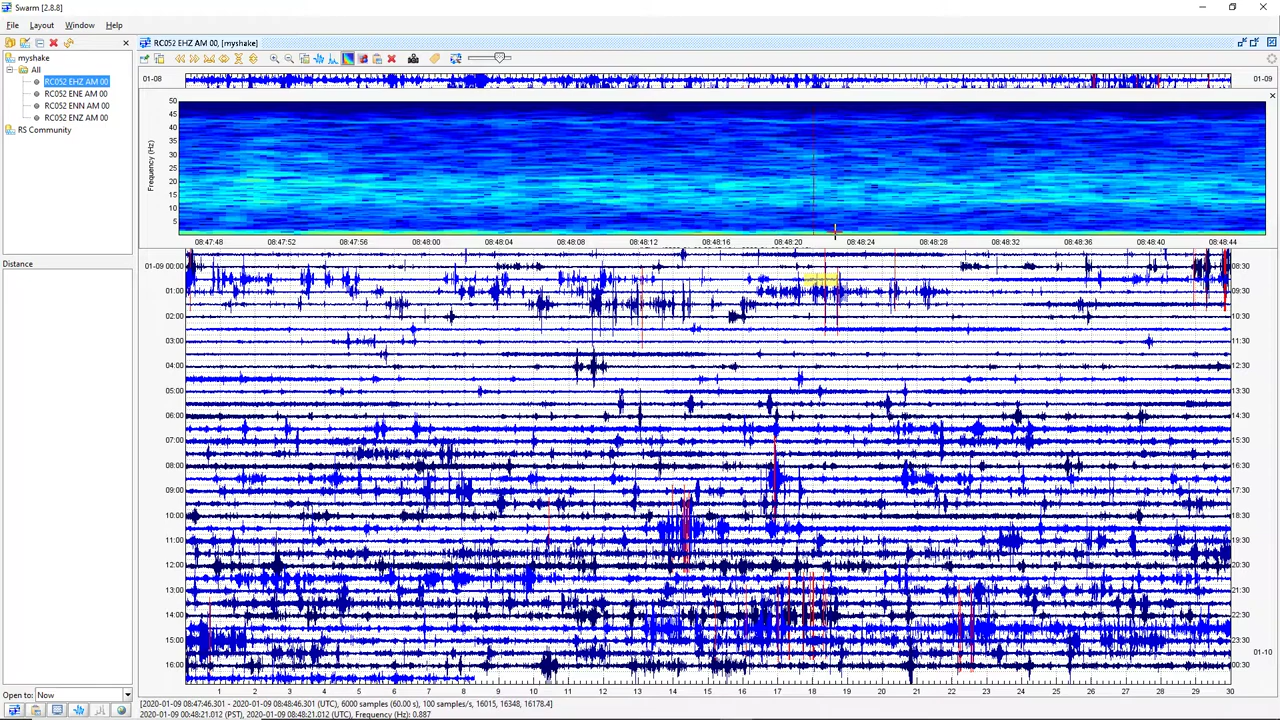 Swarm [2.8.8]
File Layout Window Help
RC052 EHZ AM 00, [myshake]
myshake
All
RC052 EHZ AM 00
RC052 ENE AM 00
RC052 ENN AM 00
RC052 ENZ AM 00
RS Community
Distance
Open to: Now
01-08 01-09
Frequency (Hz)
50
45
40
35
30
25
20
15
10
5
08:47:48 08:47:52 08:47:56 08:48:00 08:48:04 08:48:08 08:48:12 08:48:16 08:48:20 08:48:24 08:48:28 08:48:32 08:48:36 08:48:40 08:48:44
01-09 00:00 08:30
01:00 09:30
02:00 10:30
03:00 11:30
04:00 12:30
05:00 13:30
06:00 14:30
07:00 15:30
08:00 16:30
09:00 17:30
10:00 18:30
11:00 19:30
12:00 20:30
13:00 21:30
14:00 22:30
15:00 23:30 01-10
16:00 00:30
1 2 3 4 5 6 7 8 9 10 11 12 13 14 15 16 17 18 19 20 21 22 23 24 25 26 27 28 29 30
[2020-01-09 08:47:46.301 - 2020-01-09 08:48:46.301 (UTC), 6000 samples (60.00 s), 100 samples/s, 16015, 16348, 16178.4]
2020-01-09 00:48:21.012 (PST), 2020-01-09 08:48:21.012 (UTC), Frequency (Hz): 0.887